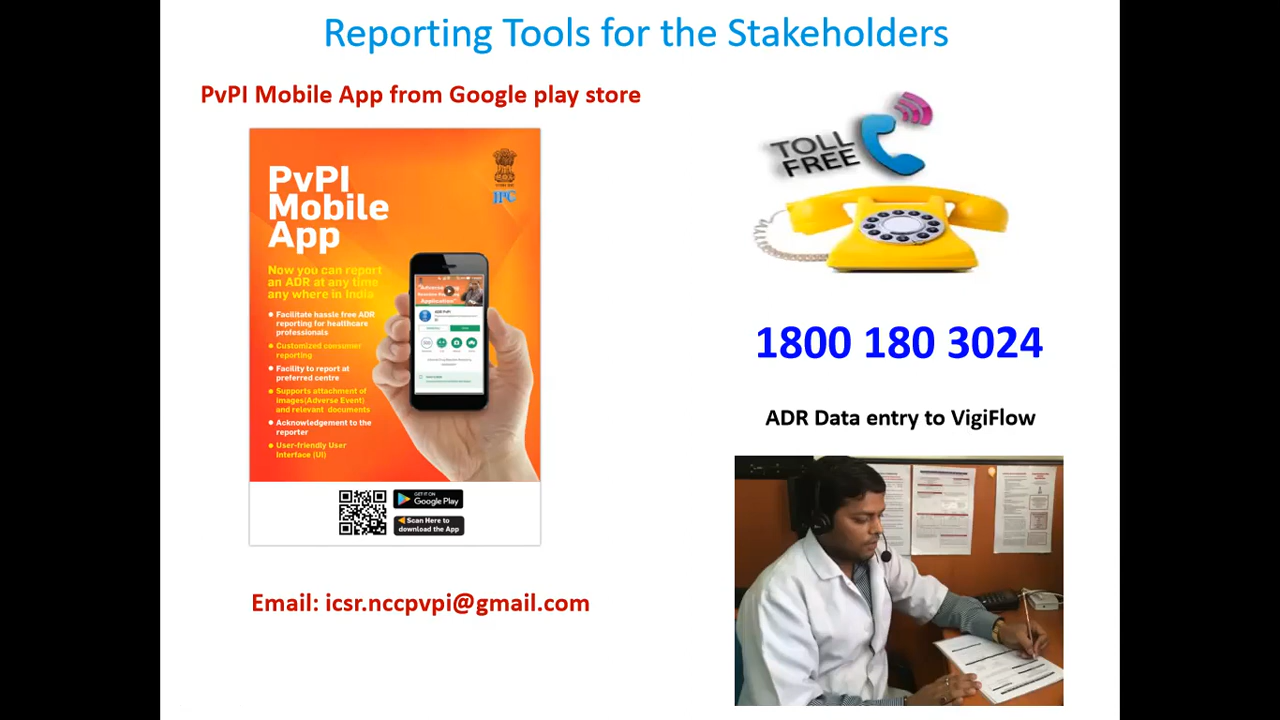 Reporting Tools for the Stakeholders
PvPI Mobile App from Google play store
PvPI
Mobile
App
IPC
Now you can report
an ADR at any time
any where in India
Facilitate hassle free ADR
reporting for healthcare
professionals
Customized consumer
reporting
Facility to report at
preferred centre
Supports attachment of
images(Adverse Event)
and relevant documents
Acknowledgement to the
reporter
User-friendly User
Interface (UI)
GET IT ON
Google Play
Scan Here to
download the App
Email: icsr.nccpvpi@gmail.com
TOLL
FREE
1800 180 3024
ADR Data entry to VigiFlow